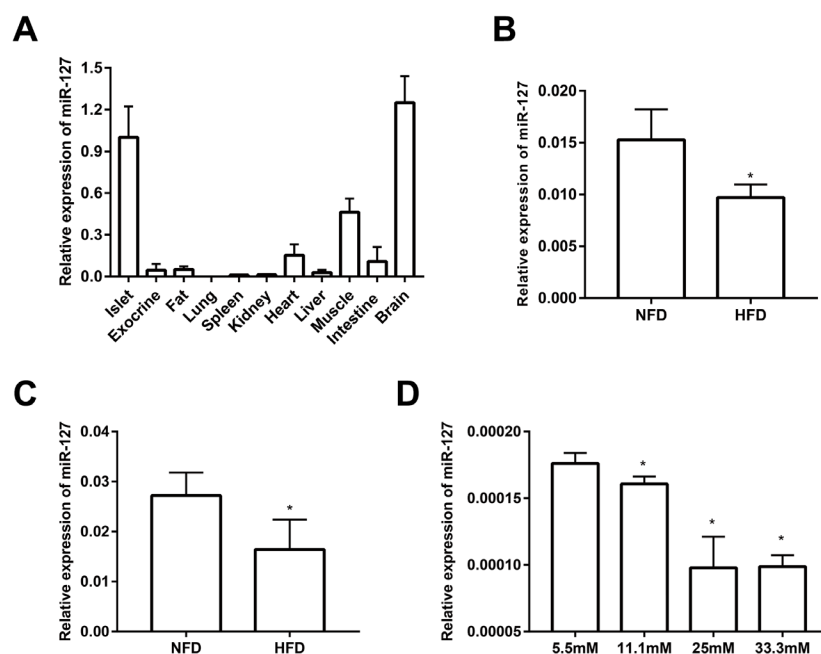 A
Relative expression of miR-127
1.5
1.2
0.9
0.6
0.3
0.0
Islet
Exocrine
Fat
Lung
Spleen
Kidney
Heart
Liver
Muscle
Intestine
Brain
B
Relative expression of miR-127
0.020
0.015
0.010
0.005
0.000
*
NFD HFD
C
Relative expression of miR-127
0.04
0.03
0.02
0.01
0.00
*
NFD HFD
D
Relative expression of miR-127
0.00020
0.00015
0.00010
0.00005
* * *
5.5mM 11.1mM 25mM 33.3mM